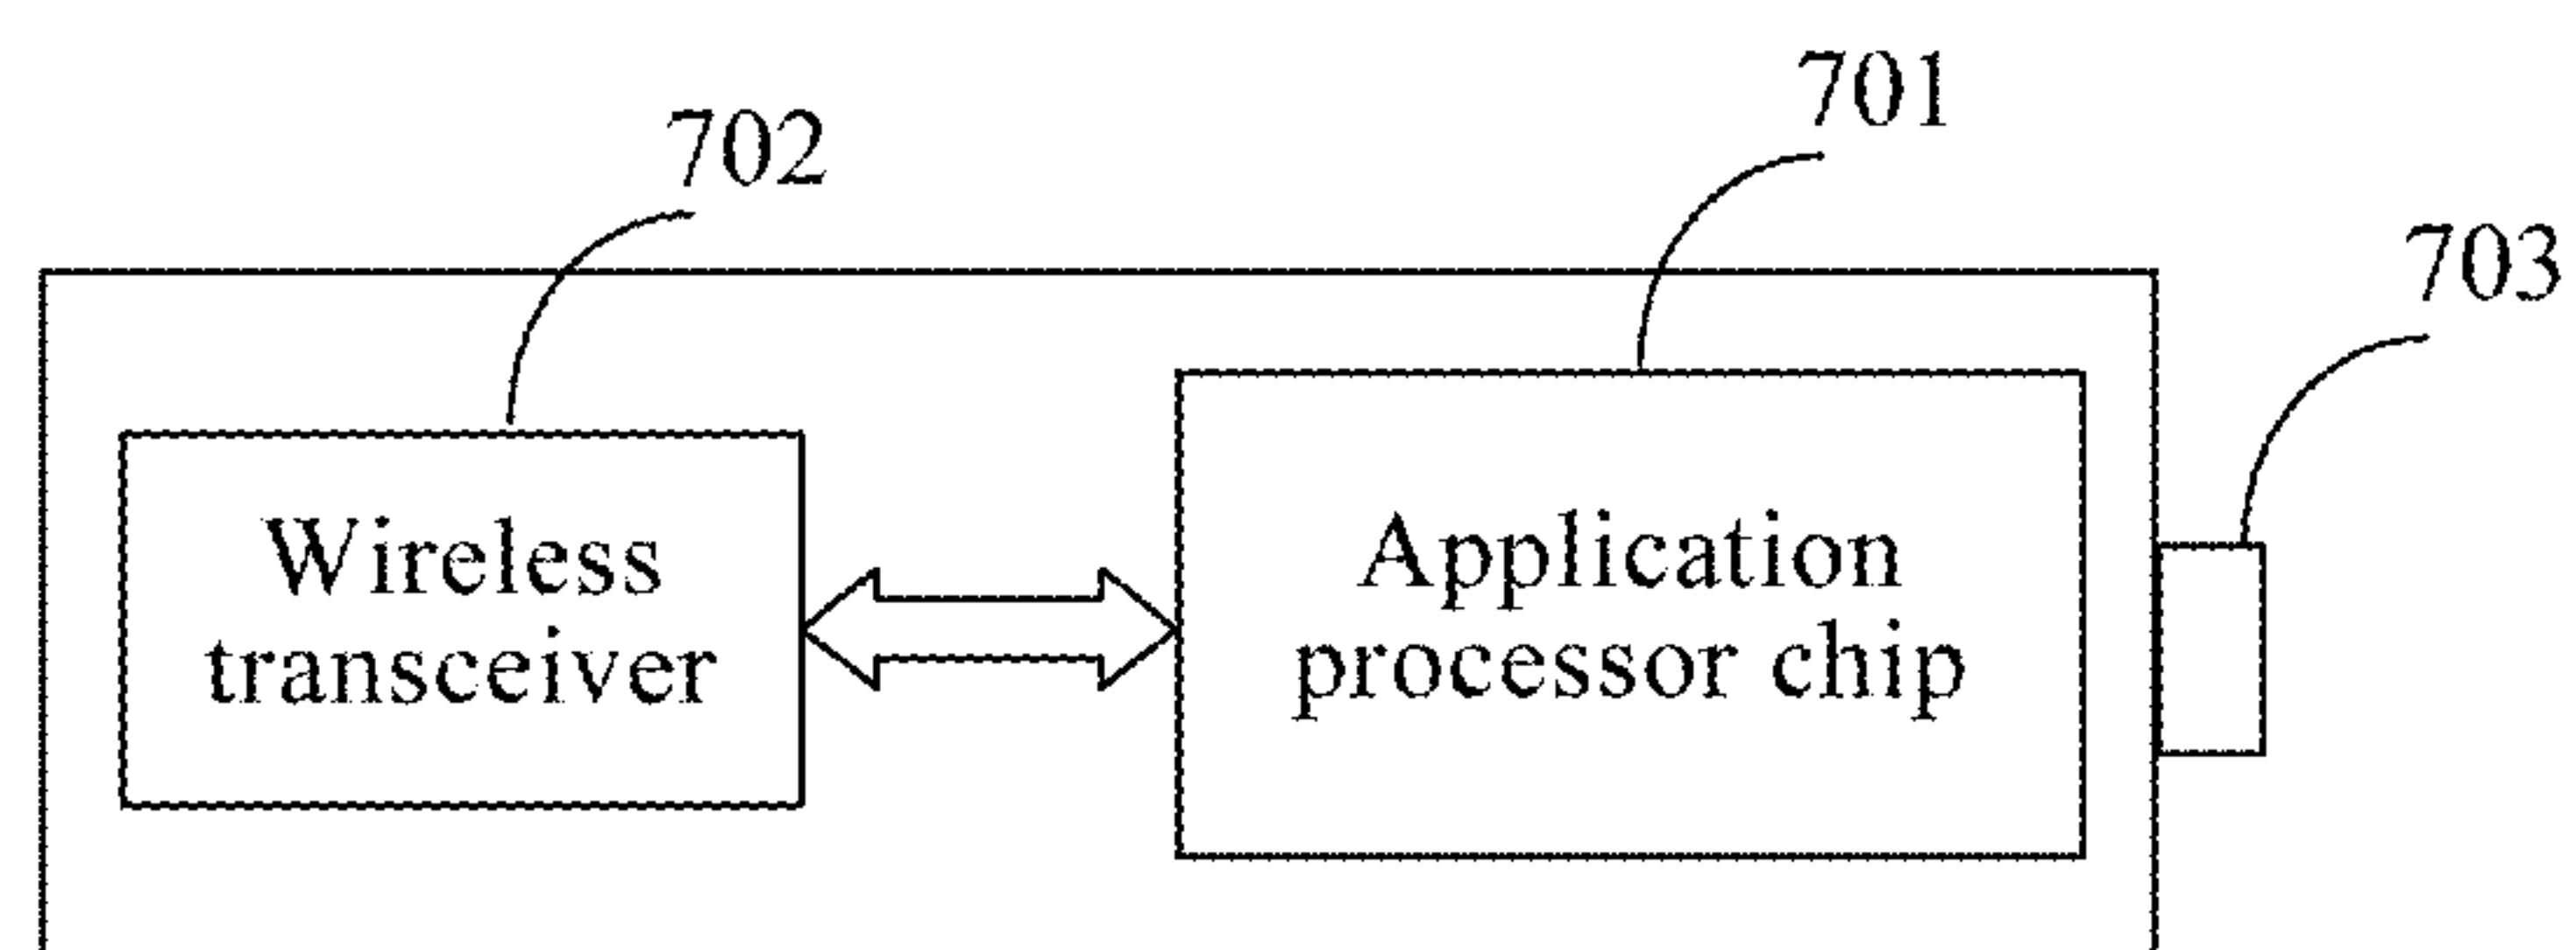 701
702
703
Wireless
transceiver
Application
processor chip